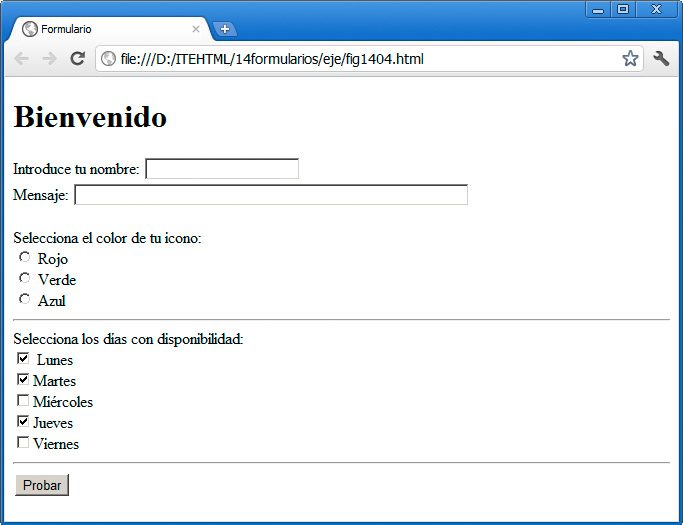 Formulario
file:///D:/ITEHTML/14formularios/eje/fig1404.html
Bienvenido
Introduce tu nombre:
Mensaje:
Selecciona el color de tu icono:
Rojo
Verde
Azul
Selecciona los días con disponibilidad:
Lunes
Martes
Miércoles
Jueves
Viernes
Probar